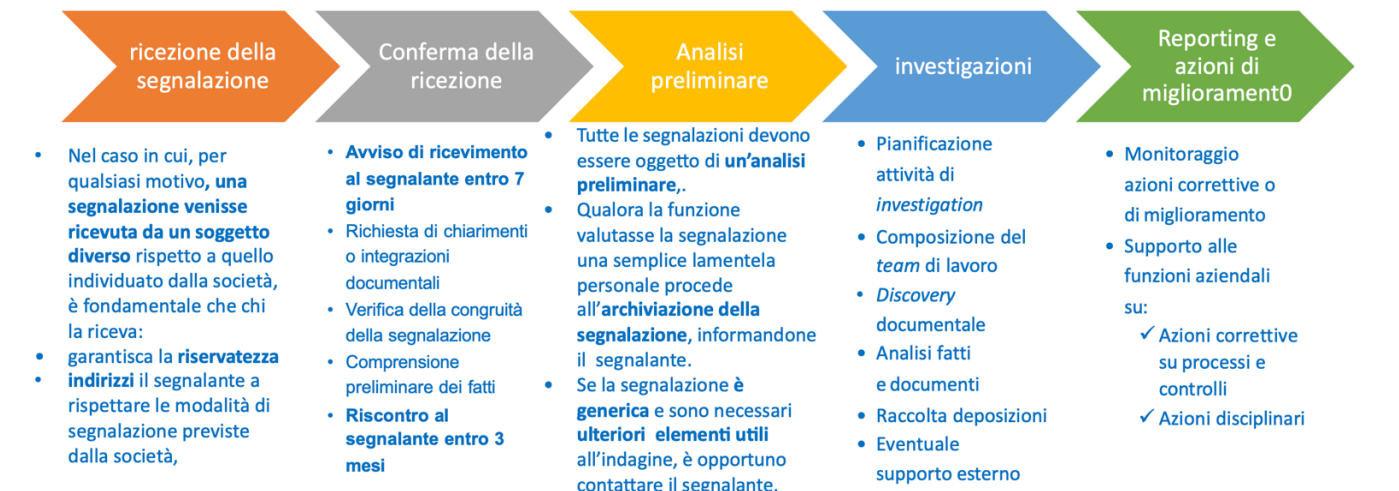 ricezione della
segnalazione
Conferma della
ricezione
Analisi
preliminare
investigazioni
Reporting e
azioni di
migliorament0
• Nel caso in cui, per
qualsiasi motivo, una
segnalazione venisse
ricevuta da un soggetto
diverso rispetto a quello
individuato dalla società,
è fondamentale che chi
la riceva:
• garantisca la riservatezza
• indirizzi il segnalante a
rispettare le modalità di
segnalazione previste
dalla società,
• Avviso di ricevimento
al segnalante entro 7
giorni
• Richiesta di chiarimenti
o integrazioni
documentali
• Verifica della congruità
della segnalazione
• Comprensione
preliminare dei fatti
• Riscontro al
segnalante entro 3
mesi
• Tutte le segnalazioni devono
essere oggetto di un’analisi
preliminare,.
• Qualora la funzione
valutasse la segnalazione
una semplice lamentela
personale procede
all’archiviazione della
segnalazione, informandone
il segnalante.
• Se la segnalazione è
generica e sono necessari
ulteriori elementi utili
all’indagine, è opportuno
contattare il segnalante.
• Pianificazione
attività di
investigation
• Composizione del
team di lavoro
• Discovery
documentale
• Analisi fatti
e documenti
• Raccolta deposizioni
• Eventuale
supporto esterno
• Monitoraggio
azioni correttive o
di miglioramento
• Supporto alle
funzioni aziendali
su:
✓ Azioni correttive
su processi e
controlli
✓ Azioni disciplinari